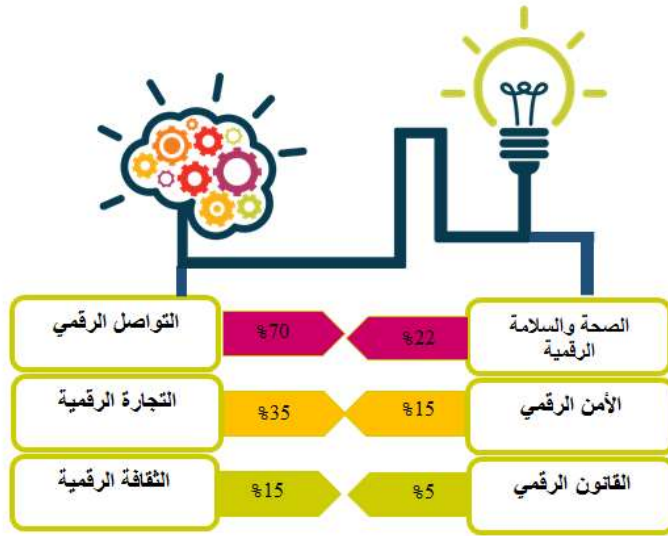 الصحة والسلامة
الرقمية
%22
%70
التواصل الرقمي
الأمن الرقمي
%15
%35
التجارة الرقمية
القانون الرقمي
%5
%15
الثقافة الرقمية